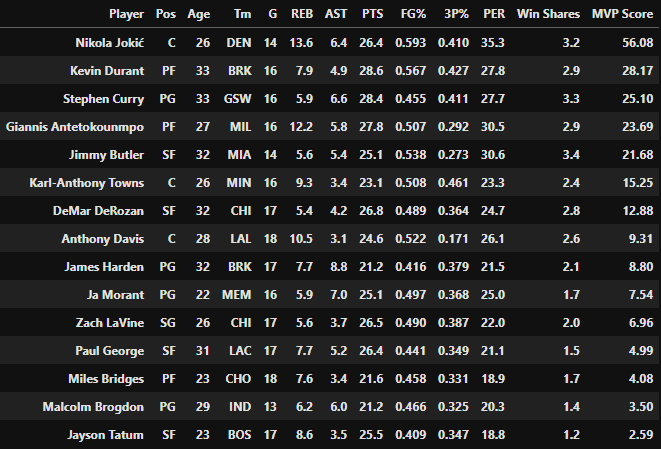 Player Pos Age Tm G REB AST PTS FG% 3P% PER Win Shares MVP Score
Nikola Jokić C 26 DEN 14 13.6 6.4 26.4 0.593 0.410 35.3 3.2 56.08
Kevin Durant PF 33 BRK 16 7.9 4.9 28.6 0.567 0.427 27.8 2.9 28.17
Stephen Curry PG 33 GSW 16 5.9 6.6 28.4 0.455 0.411 27.7 3.3 25.10
Giannis Antetokounmpo PF 27 MIL 16 12.2 5.8 27.8 0.507 0.292 30.5 2.9 23.69
Jimmy Butler SF 32 MIA 14 5.6 5.4 25.1 0.538 0.273 30.6 3.4 21.68
Karl-Anthony Towns C 26 MIN 16 9.3 3.4 23.1 0.508 0.461 23.3 2.4 15.25
DeMar DeRozan SF 32 CHI 17 5.4 4.2 26.8 0.489 0.364 24.7 2.8 12.88
Anthony Davis C 28 LAL 18 10.5 3.1 24.6 0.522 0.171 26.1 2.6 9.31
James Harden PG 32 BRK 17 7.7 8.8 21.2 0.416 0.379 21.5 2.1 8.80
Ja Morant PG 22 MEM 16 5.9 7.0 25.1 0.497 0.368 25.0 1.7 7.54
Zach LaVine SG 26 CHI 17 5.6 3.7 26.5 0.490 0.387 22.0 2.0 6.96
Paul George SF 31 LAC 17 7.7 5.2 26.4 0.441 0.349 21.1 1.5 4.99
Miles Bridges PF 23 CHO 18 7.6 3.4 21.6 0.458 0.331 18.9 1.7 4.08
Malcolm Brogdon PG 29 IND 13 6.2 6.0 21.2 0.466 0.325 20.3 1.4 3.50
Jayson Tatum SF 23 BOS 17 8.6 3.5 25.5 0.409 0.347 18.8 1.2 2.59